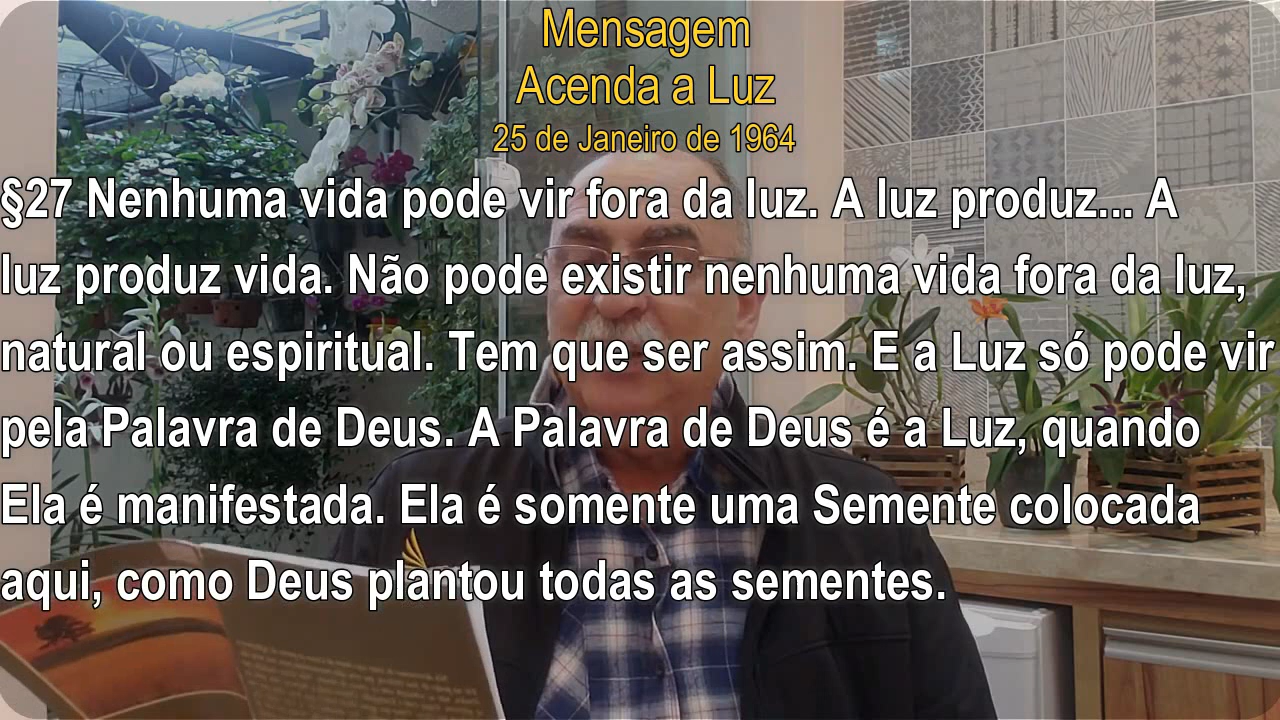 Mensagem
Acenda a Luz
25 de Janeiro de 1964
§27 Nenhuma vida pode vir fora da luz. A luz produz... A
luz produz vida. Não pode existir nenhuma vida fora da luz,
natural ou espiritual. Tem que ser assim. E a Luz só pode vir
pela Palavra de Deus. A Palavra de Deus é a Luz, quando
Ela é manifestada. Ela é somente uma Semente colocada
aqui, como Deus plantou todas as sementes.